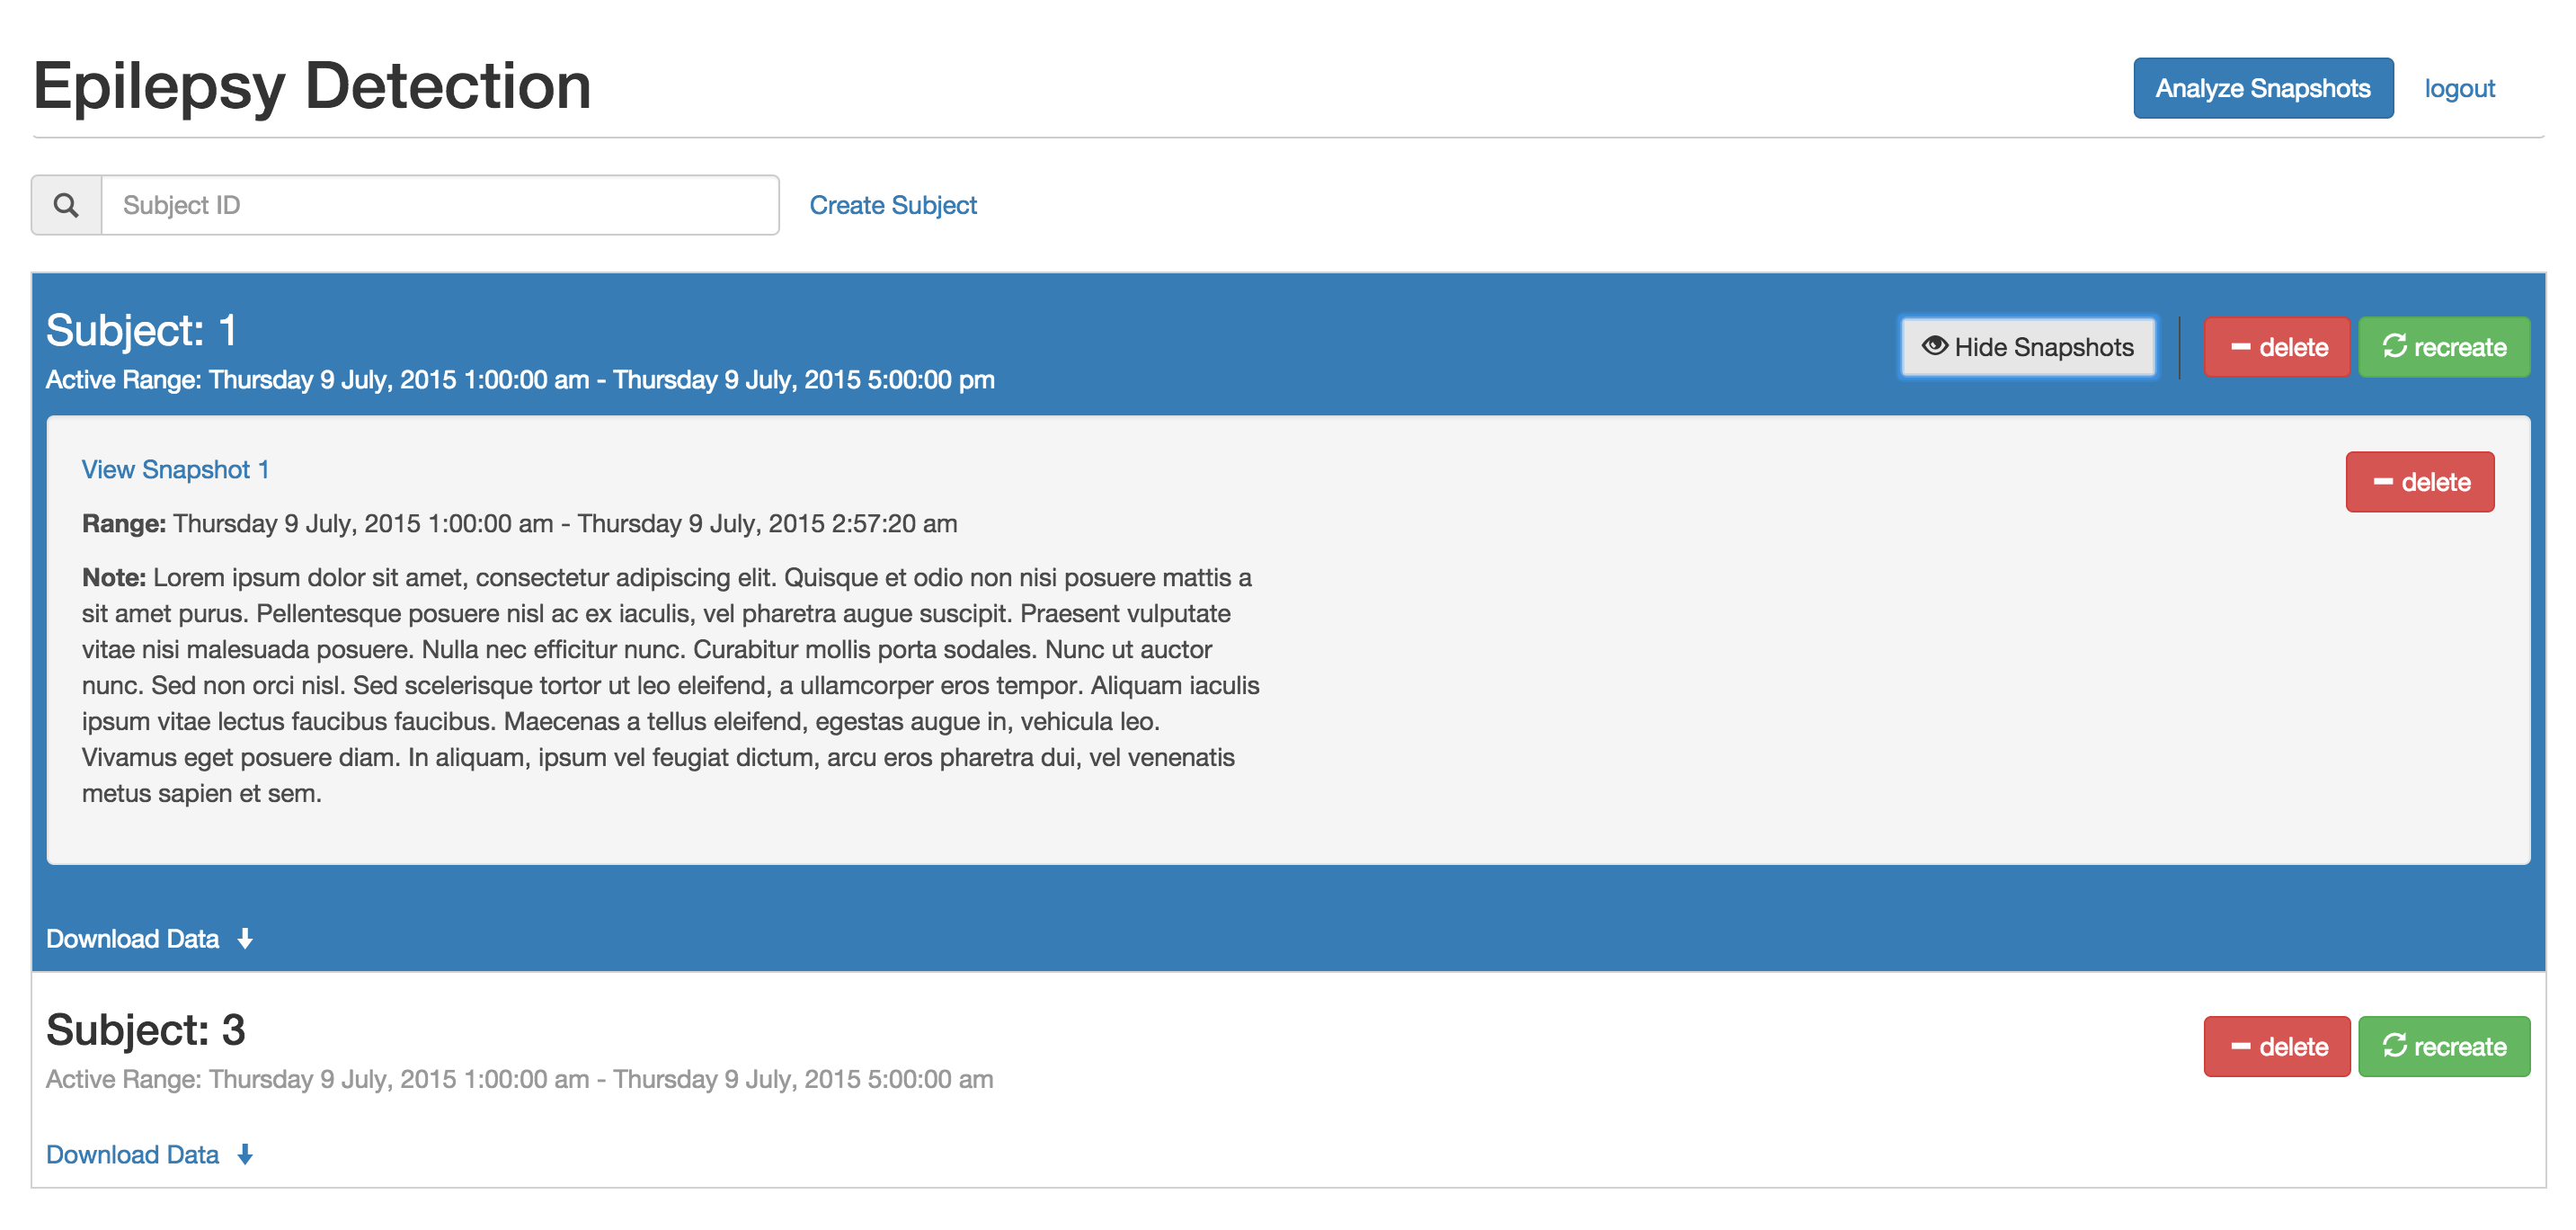 Epilepsy Detection
Analyze Snapshots
logout
Subject ID
Create Subject
Subject: 1
Active Range: Thursday 9 July, 2015 1:00:00 am - Thursday 9 July, 2015 5:00:00 pm
Hide Snapshots
delete
recreate
View Snapshot 1
delete
Range: Thursday 9 July, 2015 1:00:00 am - Thursday 9 July, 2015 2:57:20 am
Note: Lorem ipsum dolor sit amet, consectetur adipiscing elit. Quisque et odio non nisi posuere mattis a
sit amet purus. Pellentesque posuere nisl ac ex iaculis, vel pharetra augue suscipit. Praesent vulputate
vitae nisi malesuada posuere. Nulla nec efficitur nunc. Curabitur mollis porta sodales. Nunc ut auctor
nunc. Sed non orci nisl. Sed scelerisque tortor ut leo eleifend, a ullamcorper eros tempor. Aliquam iaculis
ipsum vitae lectus faucibus faucibus. Maecenas a tellus eleifend, egestas augue in, vehicula leo.
Vivamus eget posuere diam. In aliquam, ipsum vel feugiat dictum, arcu eros pharetra dui, vel venenatis
metus sapien et sem.
Download Data
Subject: 3
Active Range: Thursday 9 July, 2015 1:00:00 am - Thursday 9 July, 2015 5:00:00 am
delete
recreate
Download Data